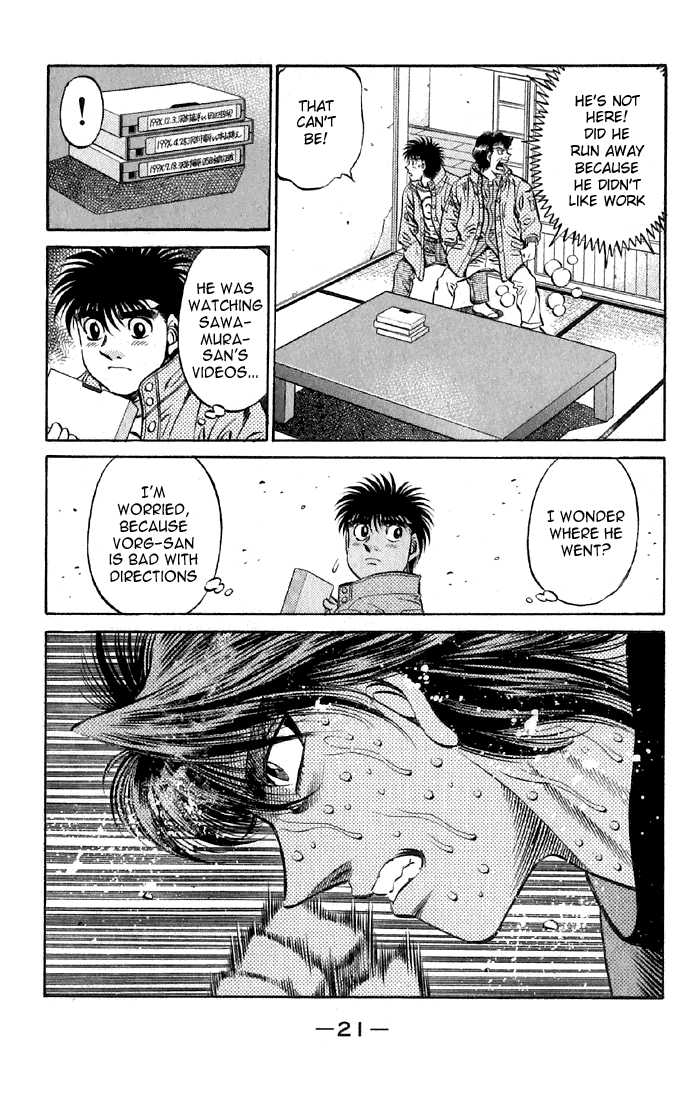 HE'S NOT
HERE!
DID HE
RUN AWAY
BECAUSE
HE DIDN'T
LIKE WORK
THAT
CAN'T
BE!
!
HE WAS
WATCHING
SAWA-
MURA-
SAN'S
VIDEOS...
I WONDER
WHERE HE
WENT?
I'M
WORRIED,
BECAUSE
VORG-SAN
IS BAD WITH
DIRECTIONS
—21—